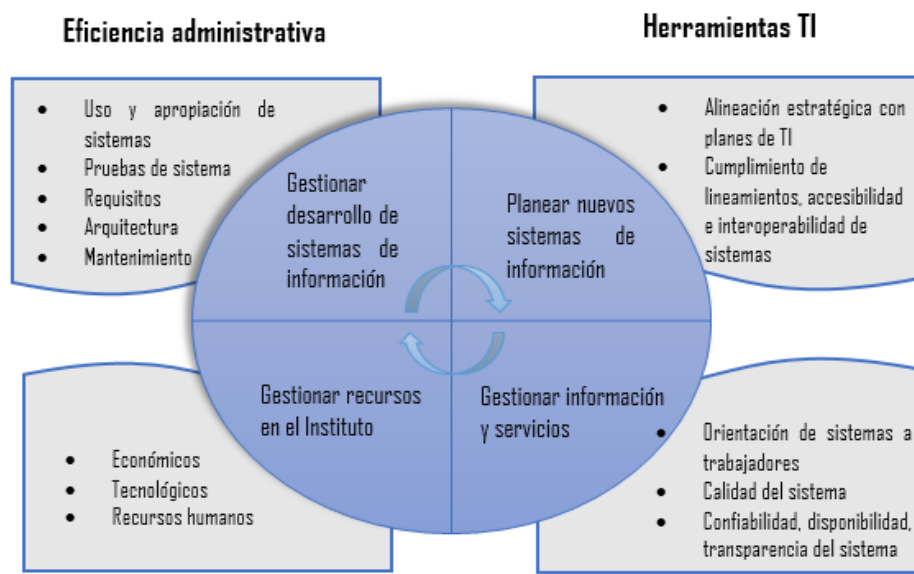 Eficiencia administrativa
Herramientas TI
• Uso y apropiación de
sistemas
• Pruebas de sistema
• Requisitos
• Arquitectura
• Mantenimiento
Gestionar
desarrollo de
sistemas de
información
Planear nuevos
sistemas de
información
• Alineación estratégica con
planes de TI
• Cumplimiento de
lineamientos, accesibilidad
e interoperabilidad de
sistemas
• Económicos
• Tecnológicos
• Recursos humanos
Gestionar recursos
en el Instituto
Gestionar información
y servicios
• Orientación de sistemas a
trabajadores
• Calidad del sistema
• Confiabilidad, disponibilidad,
transparencia del sistema